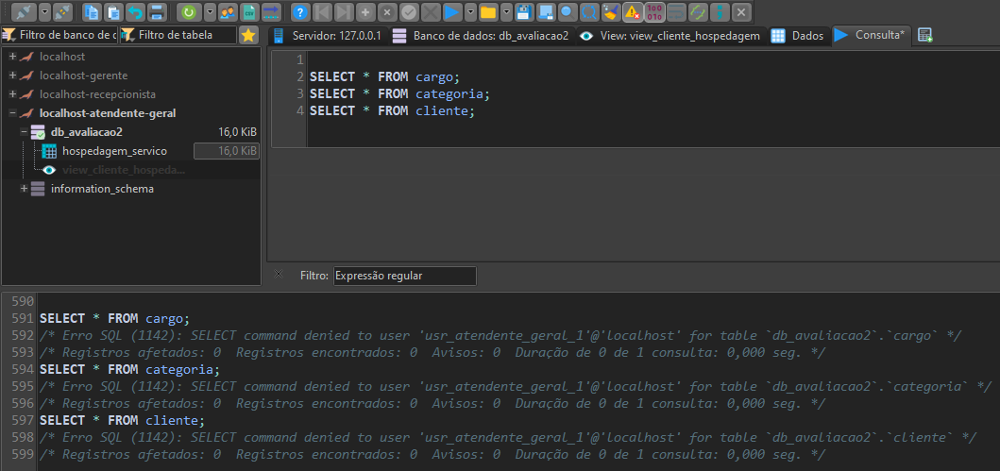 Filtro de banco de d
Filtro de tabela
localhost
localhost-gerente
localhost-recepcionista
localhost-atendente-geral
db_avaliacao2 16,0 KiB
hospedagem_servico 16,0 KiB
view_cliente_hospeda...
information_schema
Servidor: 127.0.0.1 Banco de dados: db_avaliacao2 View: view_cliente_hospedagem Dados Consulta*
1
2 SELECT * FROM cargo;
3 SELECT * FROM categoria;
4 SELECT * FROM cliente;
Filtro: Expressão regular
590
591 SELECT * FROM cargo;
592 /* Erro SQL (1142): SELECT command denied to user 'usr_atendente_geral_1'@'localhost' for table `db_avaliacao2`.`cargo` */
593 /* Registros afetados: 0 Registros encontrados: 0 Avisos: 0 Duração de 0 de 1 consulta: 0,000 seg. */
594 SELECT * FROM categoria;
595 /* Erro SQL (1142): SELECT command denied to user 'usr_atendente_geral_1'@'localhost' for table `db_avaliacao2`.`categoria` */
596 /* Registros afetados: 0 Registros encontrados: 0 Avisos: 0 Duração de 0 de 1 consulta: 0,000 seg. */
597 SELECT * FROM cliente;
598 /* Erro SQL (1142): SELECT command denied to user 'usr_atendente_geral_1'@'localhost' for table `db_avaliacao2`.`cliente` */
599 /* Registros afetados: 0 Registros encontrados: 0 Avisos: 0 Duração de 0 de 1 consulta: 0,000 seg. */